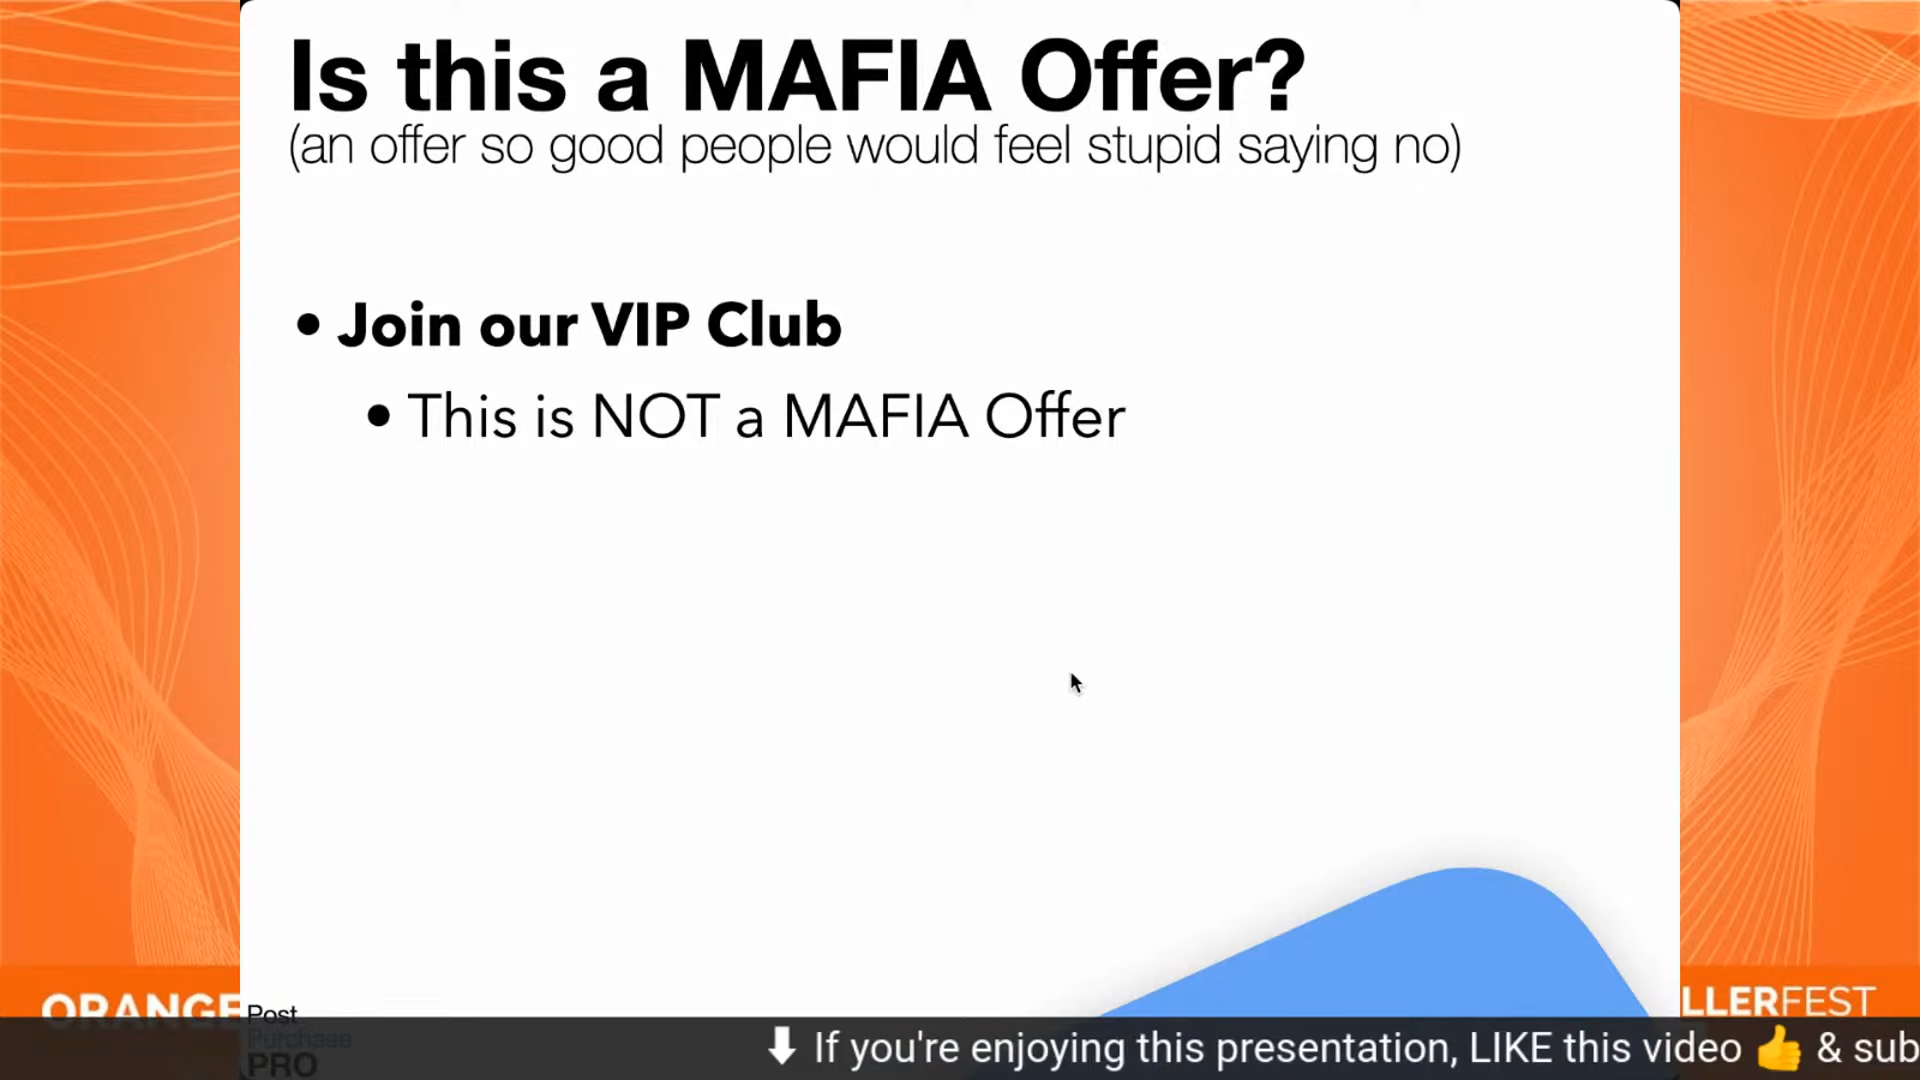 Is this a MAFIA Offer?
(an offer so good people would feel stupid saying no)
• Join our VIP Club
• This is NOT a MAFIA Offer
ORANGE
LLERFEST
Post
Purchase
PRO
⬇ If you're enjoying this presentation, LIKE this video 👍 & sub